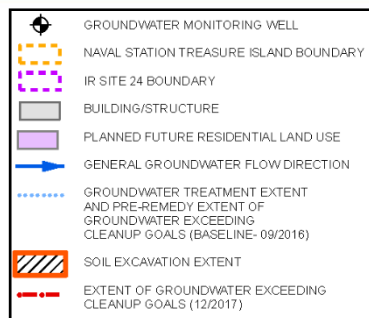 GROUNDWATER MONITORING WELL
NAVAL STATION TREASURE ISLAND BOUNDARY
IR SITE 24 BOUNDARY
BUILDING/STRUCTURE
PLANNED FUTURE RESIDENTIAL LAND USE
GENERAL GROUNDWATER FLOW DIRECTION
GROUNDWATER TREATMENT EXTENT
AND PRE-REMEDY EXTENT OF
GROUNDWATER EXCEEDING
CLEANUP GOALS (BASELINE- 09/2016)
SOIL EXCAVATION EXTENT
EXTENT OF GROUNDWATER EXCEEDING
CLEANUP GOALS (12/2017)